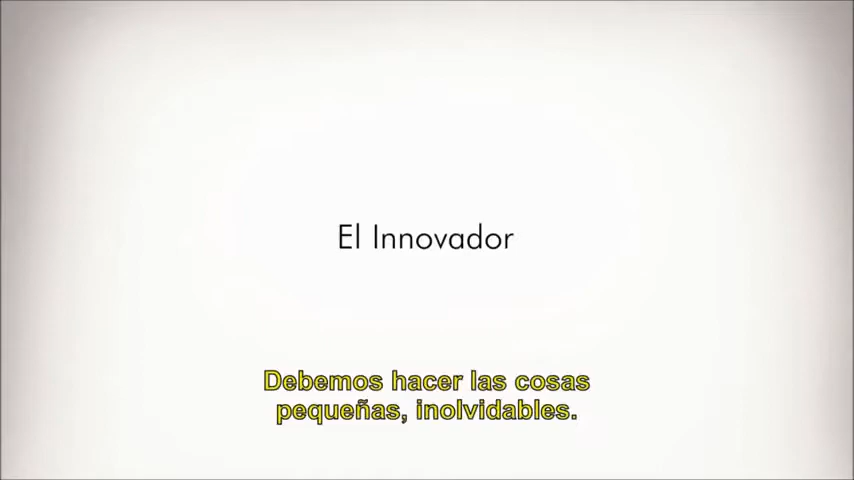 El Innovador
Debemos hacer las cosas
pequeñas, inolvidables.